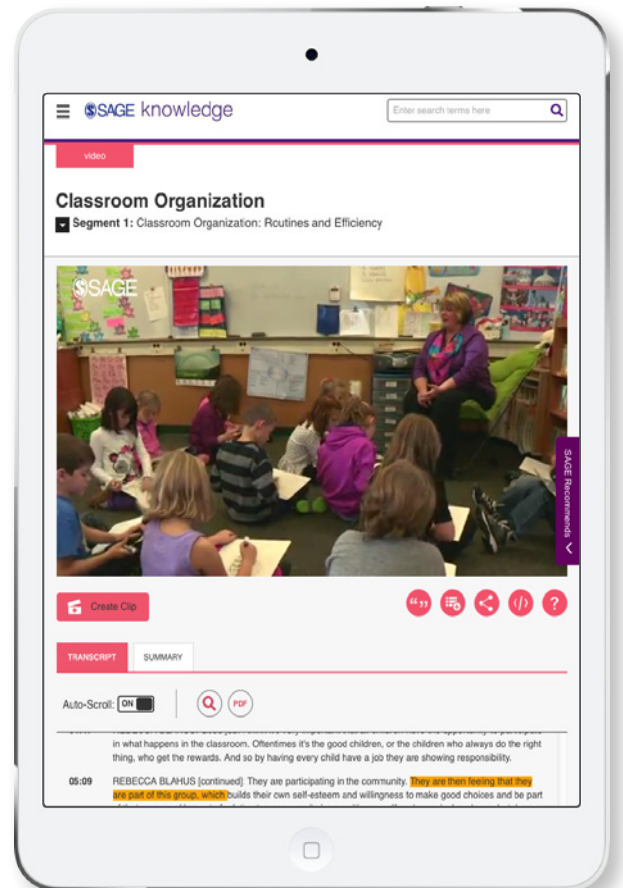 SAGE knowledge
Enter search terms here
video
Classroom Organization
Segment 1: Classroom Organization: Routines and Efficiency
SAGE
SAGE Recommends
Create Clip
TRANSCRIPT
SUMMARY
Auto-Scroll: ON
PDF
in what happens in the classroom. Oftentimes it's the good children, or the children who always do the right
thing, who get the rewards. And so by having every child have a job they are showing responsibility.
05:09 REBECCA BLAHUS [continued]: They are participating in the community. They are then feeling that they
are part of this group, which builds their own self-esteem and willingness to make good choices and be part